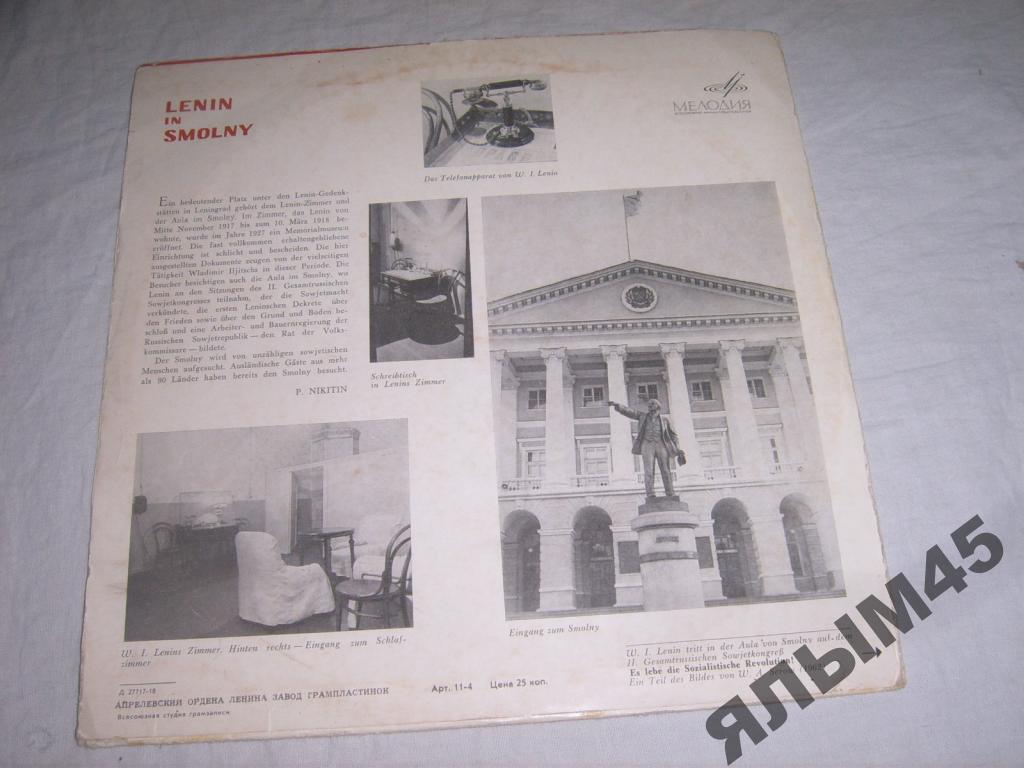 LENIN
IN
SMOLNY
МЕЛОДИЯ
Das Telefonapparat von W. I. Lenin
Ein bedeutender Platz unter den Lenin-Gedenk-
stätten in Leningrad gehört dem Lenin-Zimmer und
der Aula im Smolny. Im Zimmer, das Lenin von
Mitte November 1917 bis zum 10. März 1918 be-
wohnte, wurde im Jahre 1927 ein Memorialmuseum
eröffnet. Die fast vollkommen erhaltengebliebene
Einrichtung ist schlicht und bescheiden. Die hier
ausgestellten Dokumente zeugen von der vielseitigen
Tätigkeit Wladimir Iljitschs in dieser Periode. Die
Besucher besichtigen auch die Aula im Smolny, wo
Lenin an den Sitzungen des II. Gesamtrussischen
Sowjetkongresses teilnahm, der die Sowjetmacht
verkündete, die ersten Leninschen Dekrete über
den Frieden sowie über den Grund und Boden be-
schloß und eine Arbeiter- und Bauernregierung der
Russischen Sowjetrepublik — den Rat der Volks-
kommissare — bildete.
Der Smolny wird von unzähligen sowjetischen
Menschen aufgesucht. Ausländische Gäste aus mehr
als 90 Länder haben bereits den Smolny besucht.
P. NIKITIN
Schreibtisch
in Lenins Zimmer
W. I. Lenins Zimmer. Hinten rechts — Eingang zum Schlaf-
zimmer
Eingang zum Smolny
W. I. Lenin tritt in der Aula von Smolny auf dem
II. Gesamtrussischen Sowjetkongreß
Es lebe die Sozialistische Revolution!
Ein Teil des Bildes von W. A. Serow
Д 27717-18
АПРЕЛЕВСКИЙ ОРДЕНА ЛЕНИНА ЗАВОД ГРАМПЛАСТИНОК
Арт. 11-4 Цена 25 коп.
Всесоюзная студия грамзаписи
ЯЛЫМ45